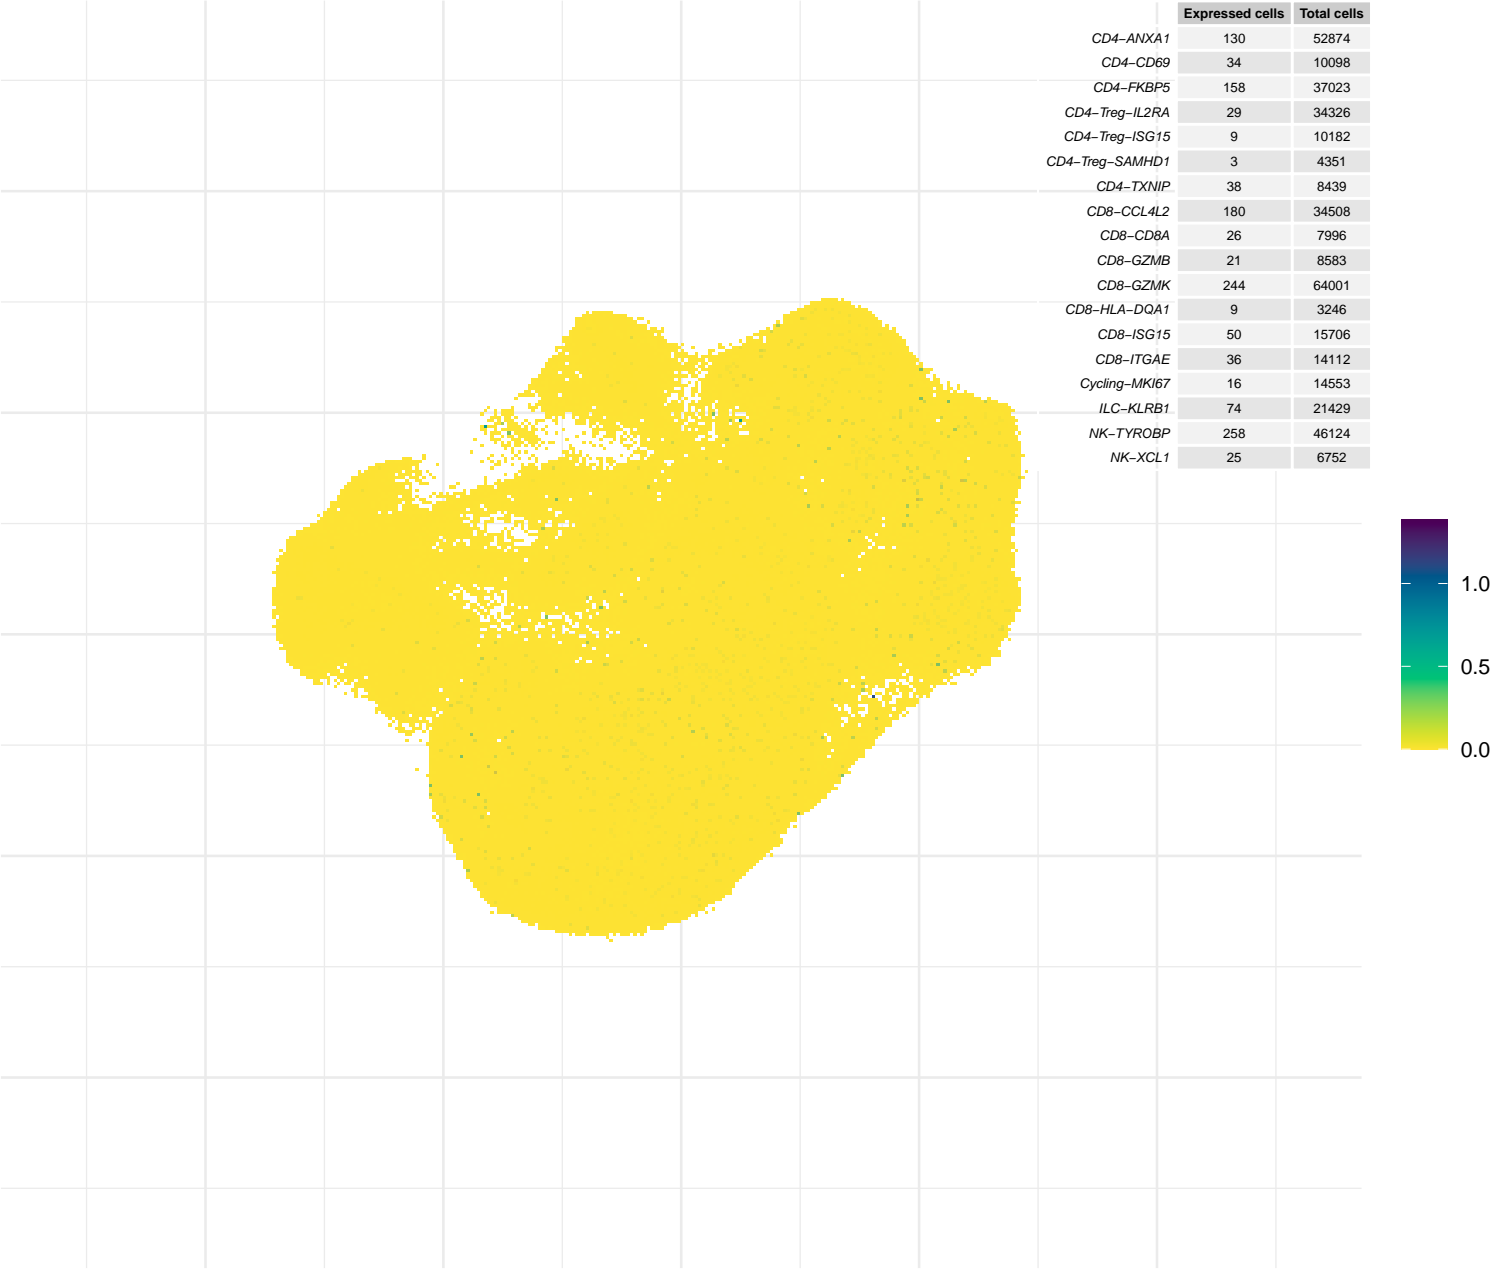 Expressed cells Total cells
CD4−ANXA1 130 52874
CD4−CD69 34 10098
CD4−FKBP5 158 37023
CD4−Treg−IL2RA 29 34326
CD4−Treg−ISG15 9 10182
CD4−Treg−SAMHD1 3 4351
CD4−TXNIP 38 8439
CD8−CCL4L2 180 34508
CD8−CD8A 26 7996
CD8−GZMB 21 8583
CD8−GZMK 244 64001
CD8−HLA−DQA1 9 3246
CD8−ISG15 50 15706
CD8−ITGAE 36 14112
Cycling−MKI67 16 14553
ILC−KLRB1 74 21429
NK−TYROBP 258 46124
NK−XCL1 25 6752
1.0
0.5
0.0